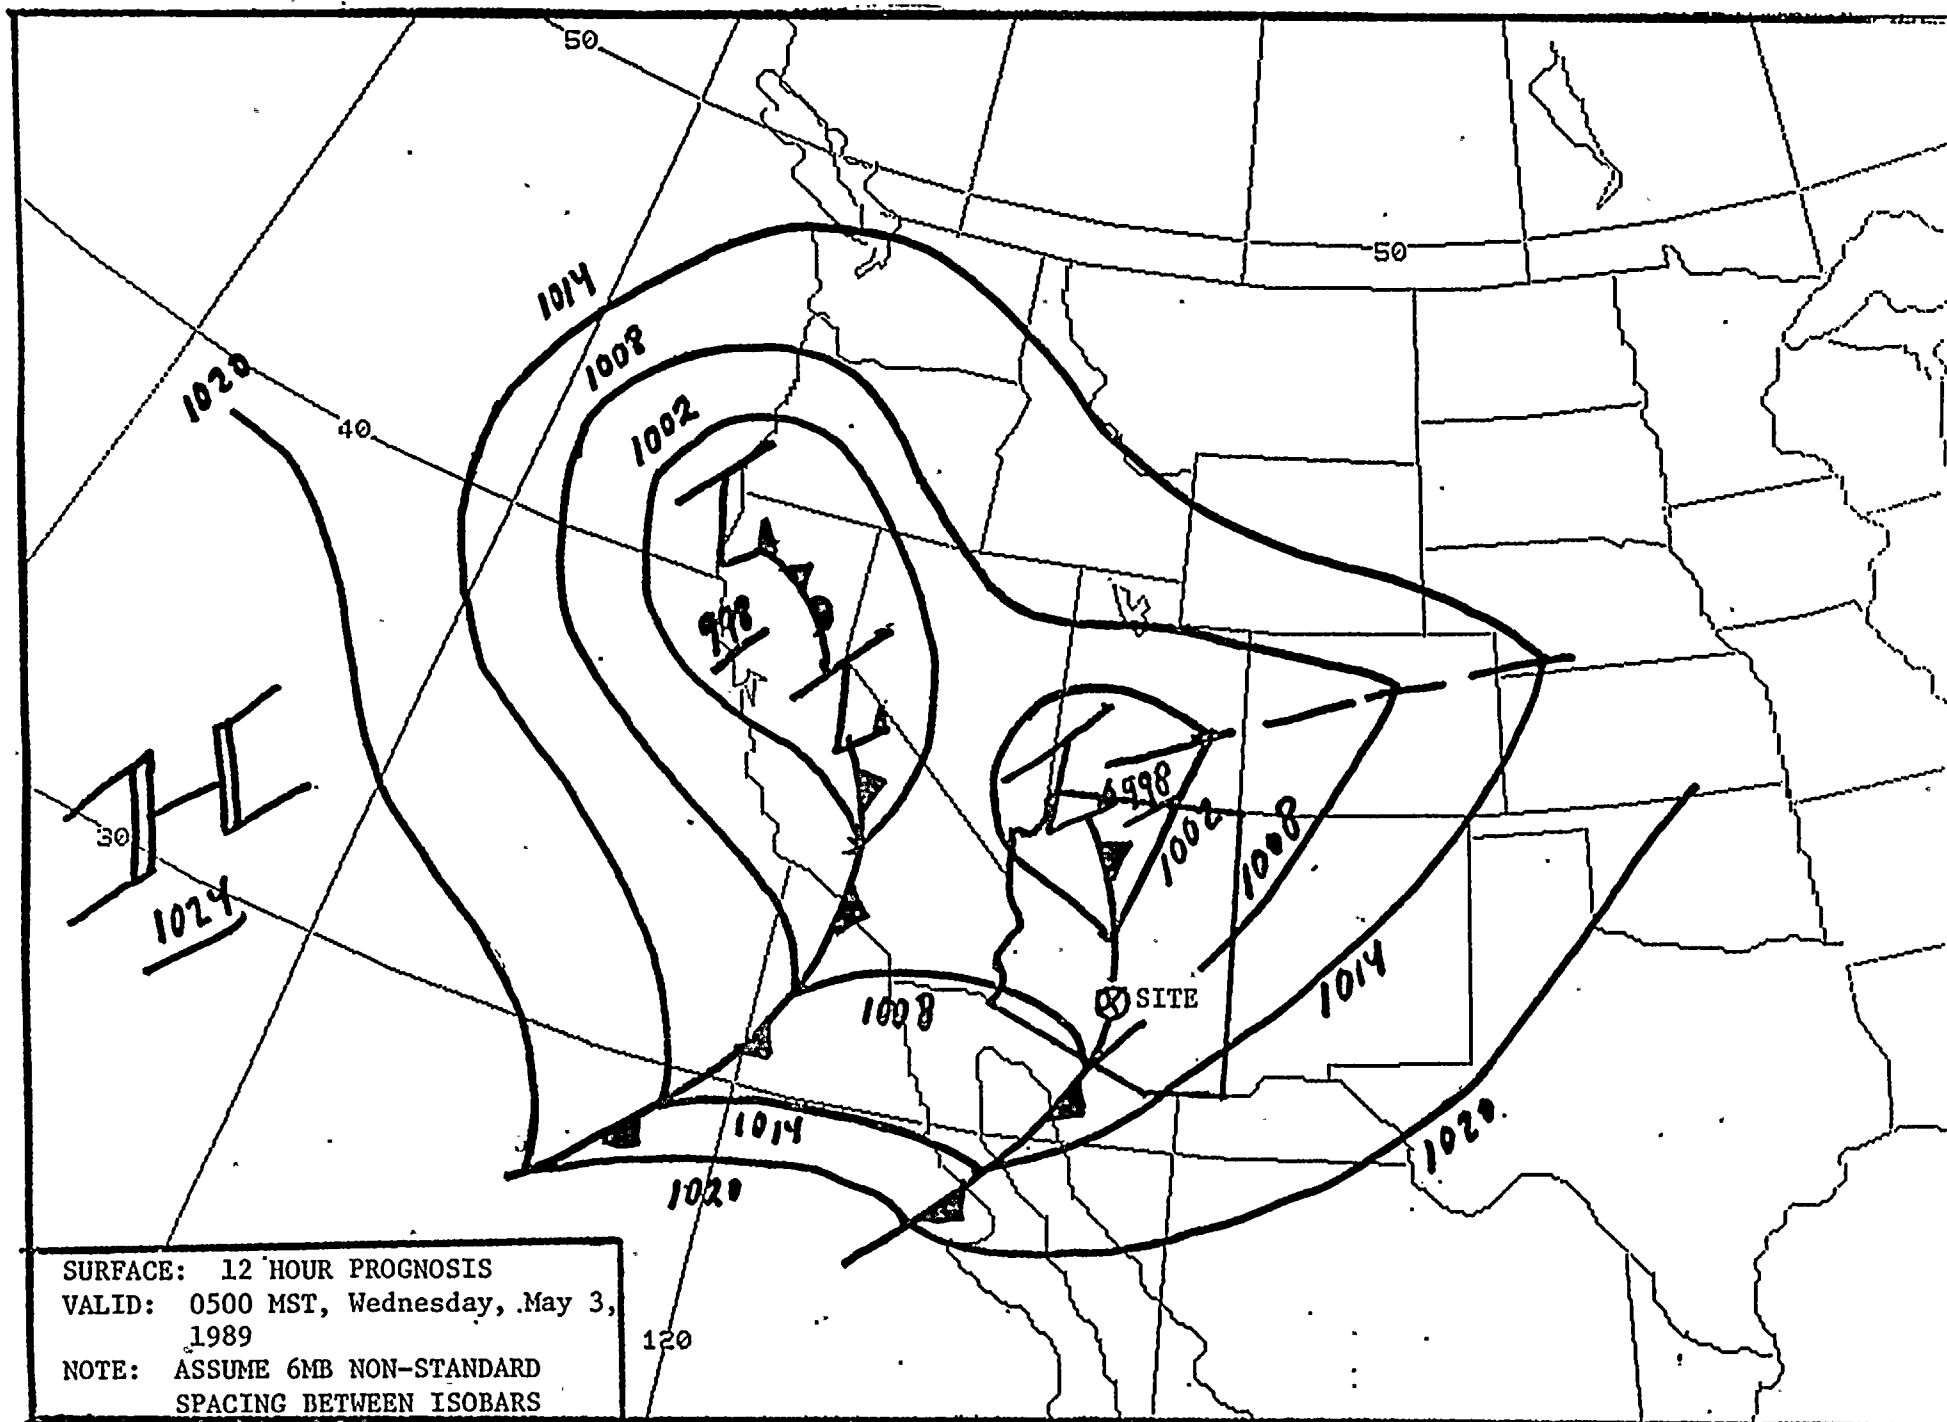 50
50
1014
1008
1020
1002
40
L
998
L
H
30
1024
L
998
1002
1008
1014
SITE
1008
1014
1020
1020
SURFACE: 12 HOUR PROGNOSIS
VALID: 0500 MST, Wednesday, May 3,
1989
NOTE: ASSUME 6MB NON-STANDARD
SPACING BETWEEN ISOBARS
120